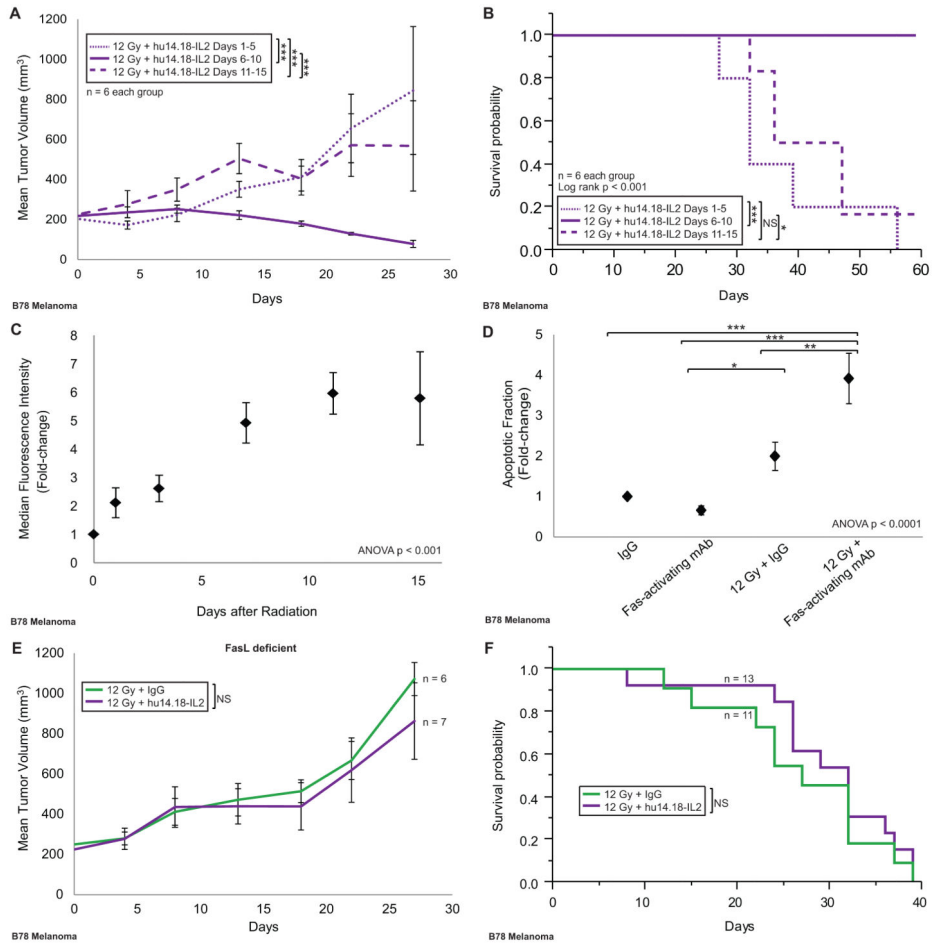 A
1200
1000
800
600
400
200
0
Mean Tumor Volume (mm³)
12 Gy + hu14.18-IL2 Days 1-5
12 Gy + hu14.18-IL2 Days 6-10
12 Gy + hu14.18-IL2 Days 11-15
***
***
***
n = 6 each group
0 5 10 15 20 25 30
Days
B78 Melanoma
B
1.0
0.8
0.6
0.4
0.2
0.0
Survival probability
n = 6 each group
Log rank p < 0.001
12 Gy + hu14.18-IL2 Days 1-5
12 Gy + hu14.18-IL2 Days 6-10
12 Gy + hu14.18-IL2 Days 11-15
***
NS
*
0 10 20 30 40 50 60
Days
B78 Melanoma
C
8
7
6
5
4
3
2
1
0
Median Fluorescence Intensity
(Fold-change)
ANOVA p < 0.001
0 5 10 15
Days after Radiation
B78 Melanoma
D
5
4
3
2
1
0
Apoptotic Fraction
(Fold-change)
***
***
**
*
ANOVA p < 0.0001
IgG
Fas-activating mAb
12 Gy + IgG
12 Gy +
Fas-activating mAb
B78 Melanoma
E
FasL deficient
1200
1000
800
600
400
200
0
Mean Tumor Volume (mm³)
12 Gy + IgG
12 Gy + hu14.18-IL2
NS
n = 6
n = 7
0 5 10 15 20 25 30
Days
B78 Melanoma
F
1.0
0.8
0.6
0.4
0.2
0.0
Survival probability
n = 13
n = 11
12 Gy + IgG
12 Gy + hu14.18-IL2
NS
0 10 20 30 40
Days
B78 Melanoma